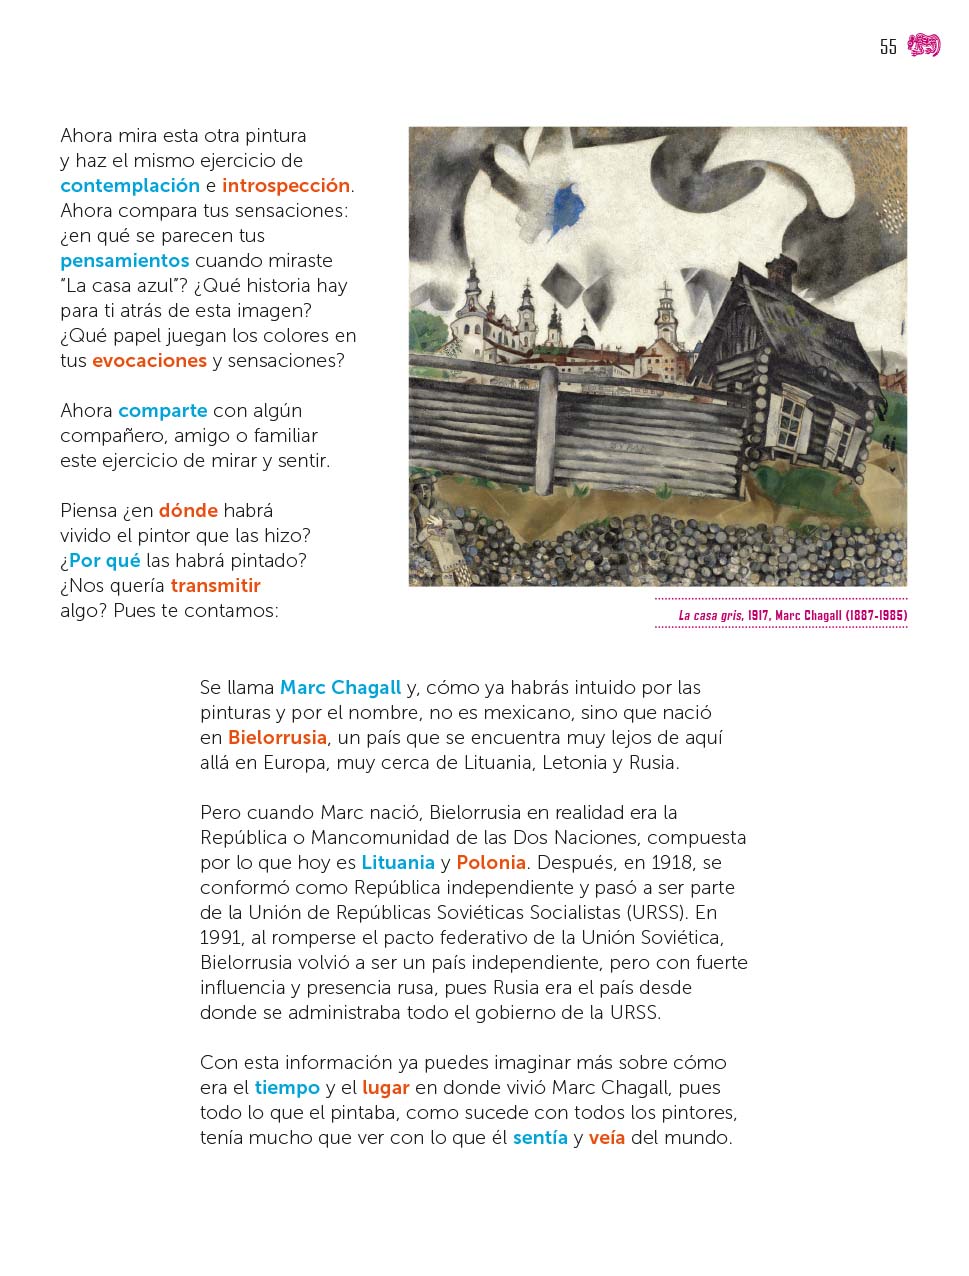 55
Ahora mira esta otra pintura
y haz el mismo ejercicio de
contemplación e introspección.
Ahora compara tus sensaciones:
¿en qué se parecen tus
pensamientos cuando miraste
"La casa azul"? ¿Qué historia hay
para ti atrás de esta imagen?
¿Qué papel juegan los colores en
tus evocaciones y sensaciones?
Ahora comparte con algún
compañero, amigo o familiar
este ejercicio de mirar y sentir.
Piensa ¿en dónde habrá
vivido el pintor que las hizo?
¿Por qué las habrá pintado?
¿Nos quería transmitir
algo? Pues te contamos:
La casa gris, 1917, Marc Chagall (1887-1985)
Se llama Marc Chagall y, cómo ya habrás intuido por las
pinturas y por el nombre, no es mexicano, sino que nació
en Bielorrusia, un país que se encuentra muy lejos de aquí
allá en Europa, muy cerca de Lituania, Letonia y Rusia.
Pero cuando Marc nació, Bielorrusia en realidad era la
República o Mancomunidad de las Dos Naciones, compuesta
por lo que hoy es Lituania y Polonia. Después, en 1918, se
conformó como República independiente y pasó a ser parte
de la Unión de Repúblicas Soviéticas Socialistas (URSS). En
1991, al romperse el pacto federativo de la Unión Soviética,
Bielorrusia volvió a ser un país independiente, pero con fuerte
influencia y presencia rusa, pues Rusia era el país desde
donde se administraba todo el gobierno de la URSS.
Con esta información ya puedes imaginar más sobre cómo
era el tiempo y el lugar en donde vivió Marc Chagall, pues
todo lo que el pintaba, como sucede con todos los pintores,
tenía mucho que ver con lo que él sentía y veía del mundo.